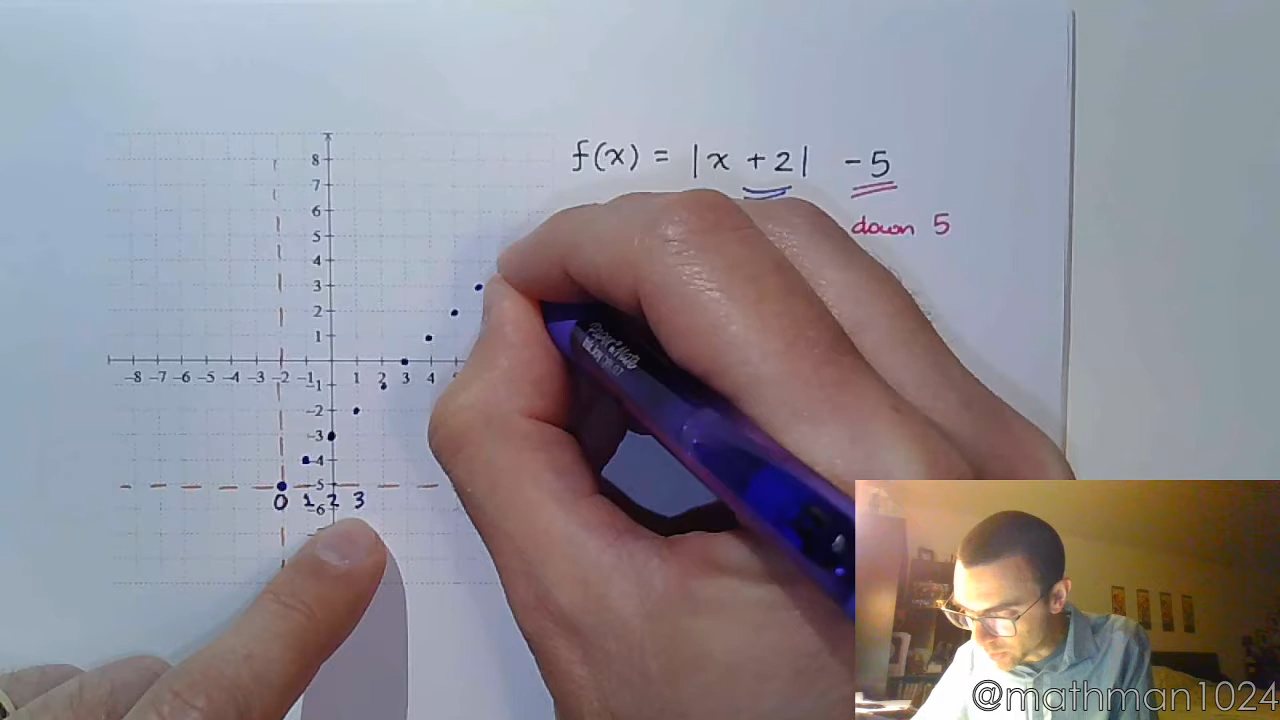 f(x) = |x + 2| - 5
down 5
8
7
6
5
4
3
2
1
-8 -7 -6 -5 -4 -3 -2 -1 1 2 3 4
-1
-2
-3
-4
-5
0 1 2 3
-6
@mathman1024